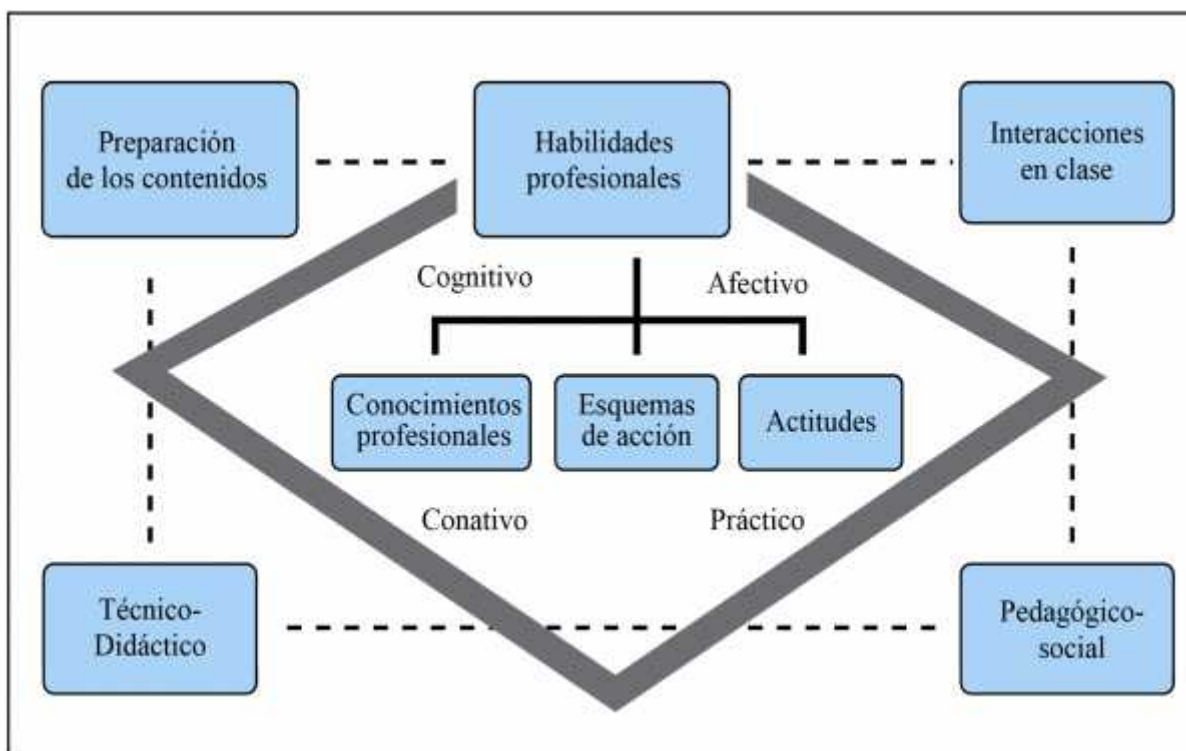 Preparación
de los contenidos
Habilidades
profesionales
Interacciones
en clase
Cognitivo
Afectivo
Conocimientos
profesionales
Esquemas
de acción
Actitudes
Conativo
Práctico
Técnico-
Didáctico
Pedagógico-
social